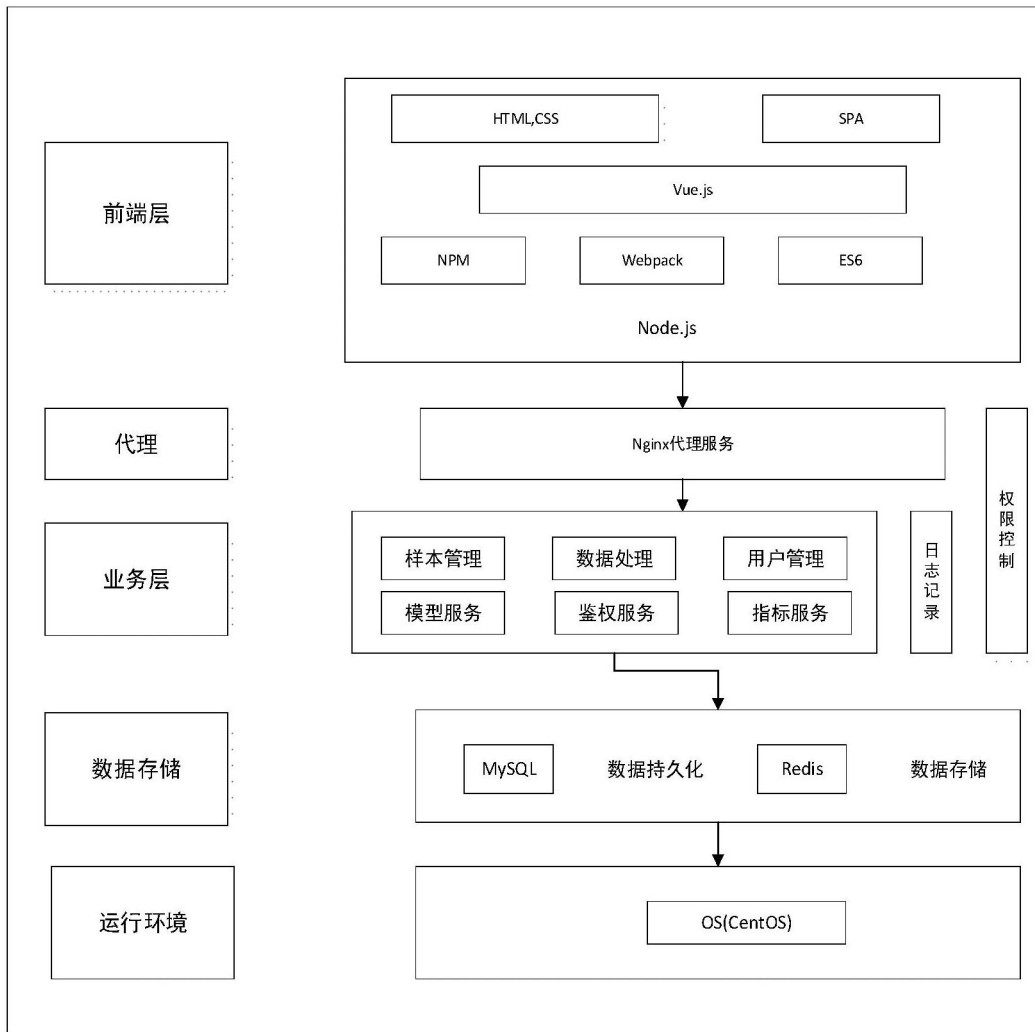 HTML,CSS
SPA
前端层
Vue.js
NPM
Webpack
ES6
Node.js
代理
Nginx代理服务
权限控制
业务层
样本管理
数据处理
用户管理
模型服务
鉴权服务
指标服务
日志记录
数据存储
MySQL
数据持久化
Redis
数据存储
运行环境
OS(CentOS)